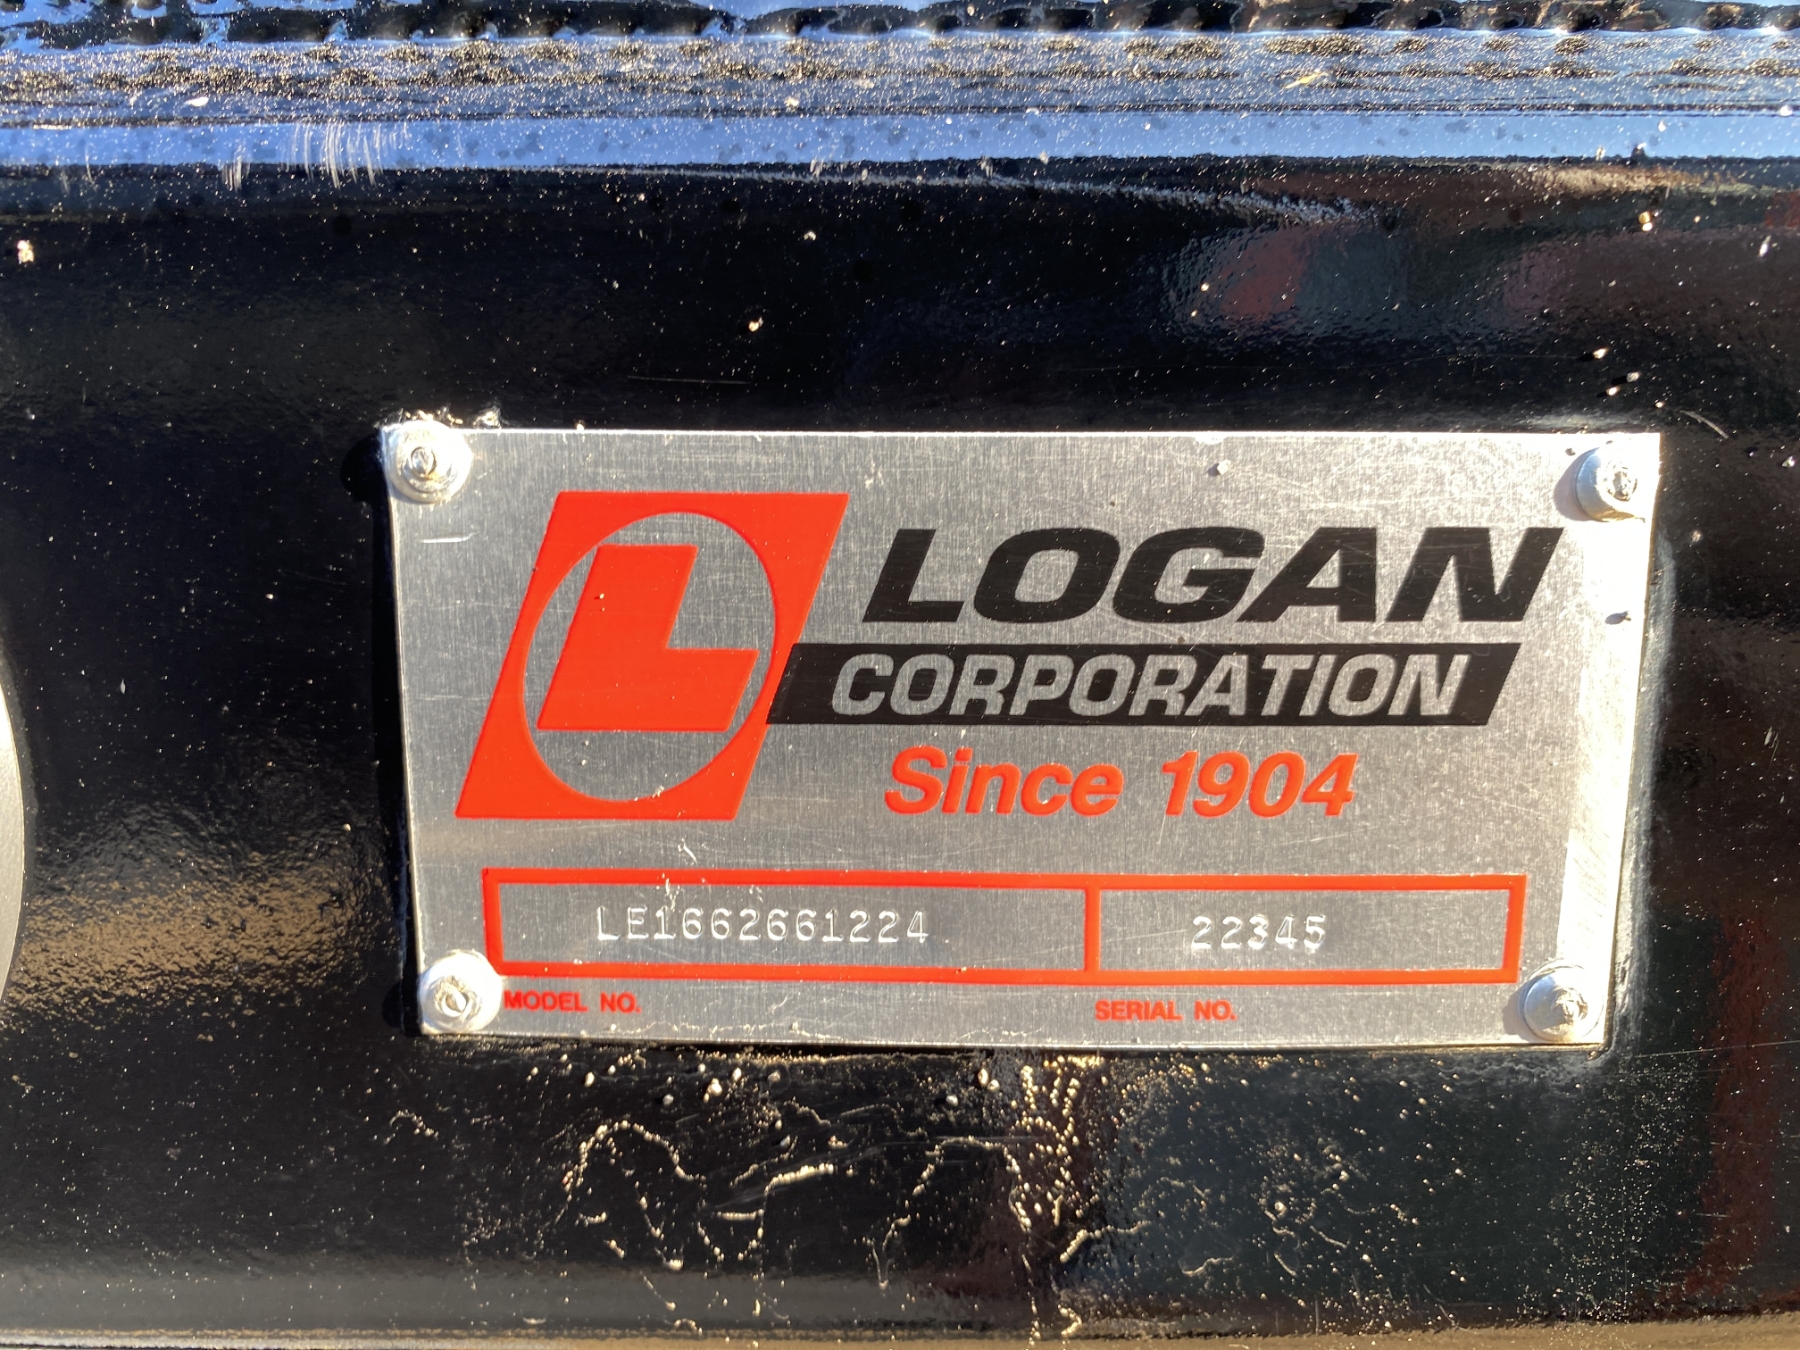 L
LOGAN
CORPORATION
Since 1904
LE1662661224 22345
MODEL NO. SERIAL NO.